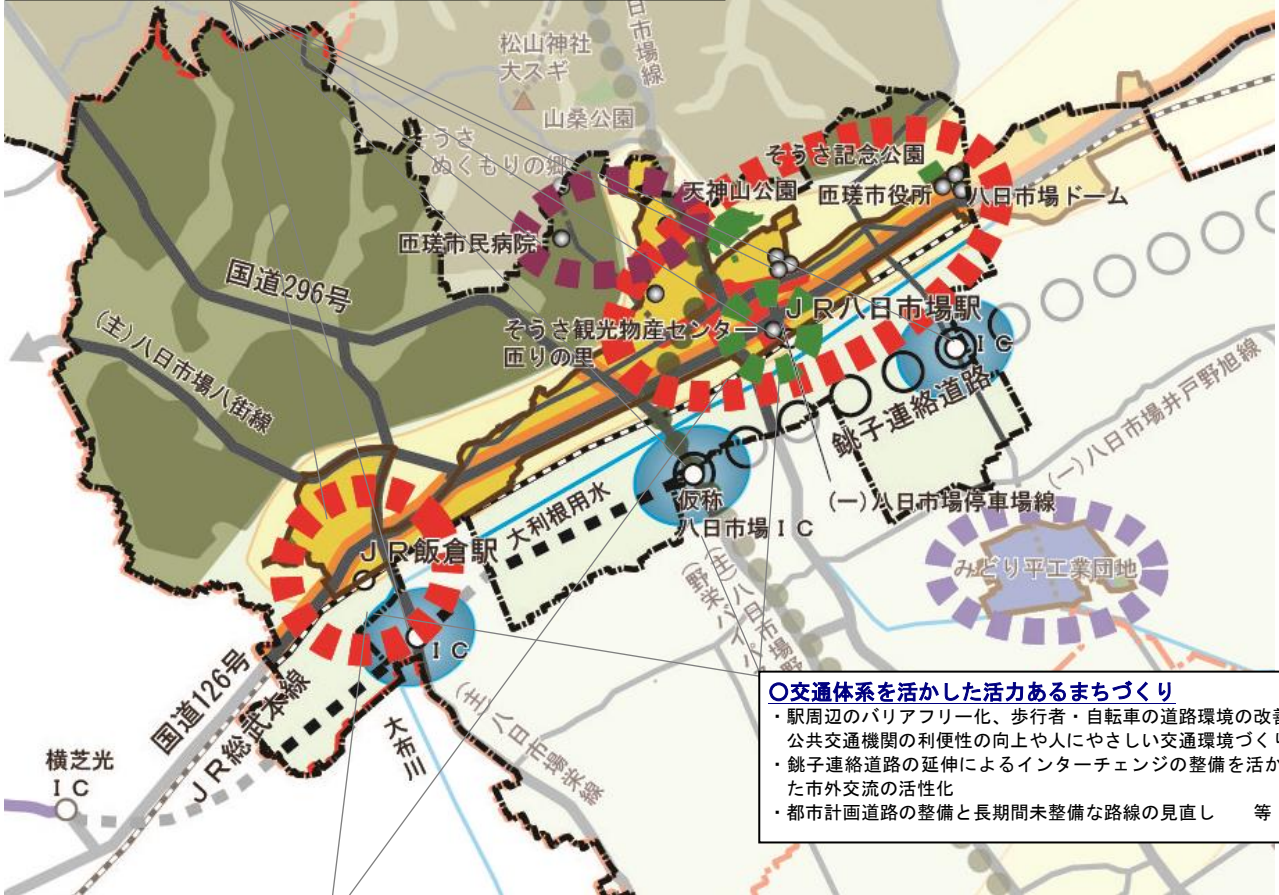 日市場線
松山神社
大スギ
山桑公園
そうさ
ぬくもりの郷
そうさ記念公園
天神山公園
匝瑳市役所
八日市場ドーム
匝瑳市民病院
国道296号
(主)八日市場八街線
そうさ観光物産センター
匝りの里
JR八日市場駅
IC
銚子連絡道路
(一)八日市場井戸野旭線
(一)八日市場停車場線
仮称
八日市場IC
大利根用水
JR飯倉駅
みどり平工業団地
(主)八日市場野
(野栄バイパ
IC
国道126号
JR総武本線
大布川
(主)八日市場栄線
横芝光
IC
○交通体系を活かした活力あるまちづくり
・駅周辺のバリアフリー化、歩行者・自転車の道路環境の改善
公共交通機関の利便性の向上や人にやさしい交通環境づくり
・銚子連絡道路の延伸によるインターチェンジの整備を活か
た市外交流の活性化
・都市計画道路の整備と長期間未整備な路線の見直し 等